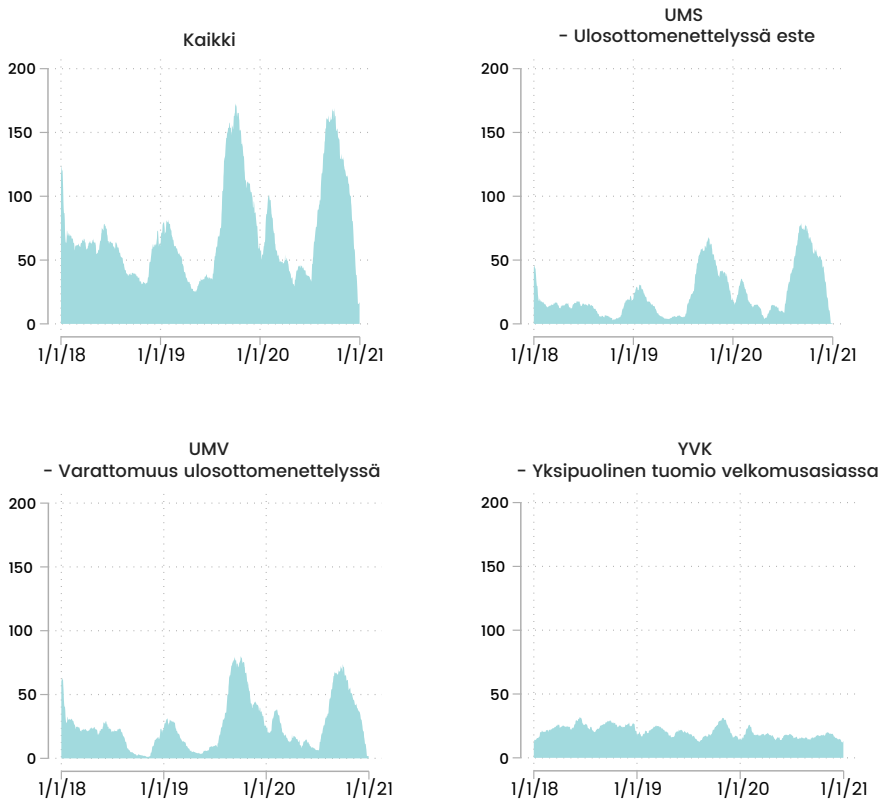 Kaikki
200
150
100
50
0
1/1/18 1/1/19 1/1/20 1/1/21
UMS
- Ulosottomenettelyssä este
200
150
100
50
0
1/1/18 1/1/19 1/1/20 1/1/21
UMV
- Varattomuus ulosottomenettelyssä
200
150
100
50
0
1/1/18 1/1/19 1/1/20 1/1/21
YVK
- Yksipuolinen tuomio velkomusasiassa
200
150
100
50
0
1/1/18 1/1/19 1/1/20 1/1/21